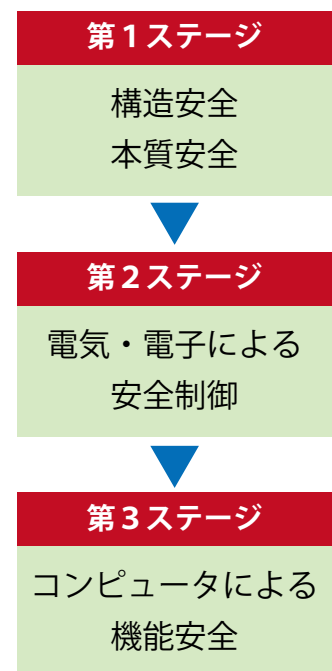 第1ステージ
構造安全
本質安全
第2ステージ
電気・電子による
安全制御
第3ステージ
コンピュータによる
機能安全